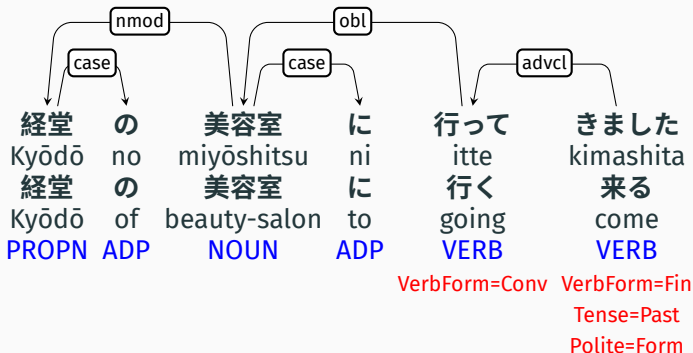 nmod obl
case case advcl
経堂 の 美容室 に 行って きました
Kyōdō no miyōshitsu ni itte kimashita
経堂 の 美容室 に 行く 来る
Kyōdō of beauty-salon to going come
PROPN ADP NOUN ADP VERB VERB
VerbForm=Conv VerbForm=Fin
Tense=Past
Polite=Form